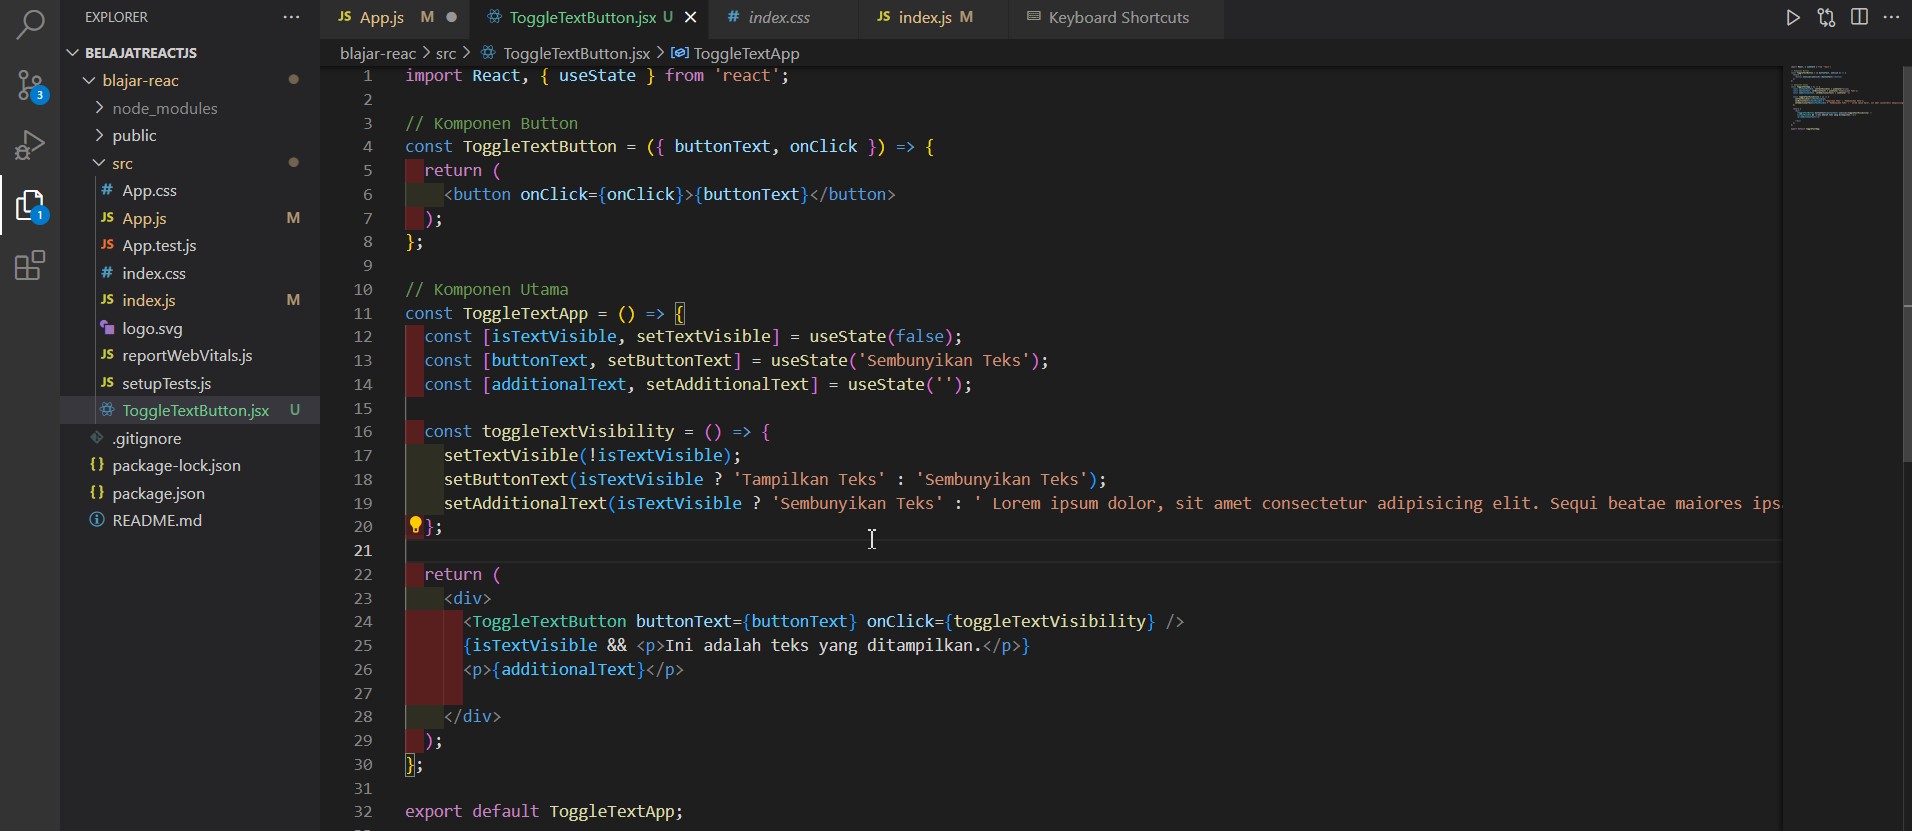 EXPLORER
BELAJATREACTJS
blajar-reac
node_modules
public
src
App.css
App.js M
App.test.js
index.css
index.js M
logo.svg
reportWebVitals.js
setupTests.js
ToggleTextButton.jsx U
.gitignore
package-lock.json
package.json
README.md
3
1
JS App.js M
ToggleTextButton.jsx U
# index.css
JS index.js M
Keyboard Shortcuts
blajar-reac > src > ToggleTextButton.jsx > ToggleTextApp
1 import React, { useState } from 'react';
2
3 // Komponen Button
4 const ToggleTextButton = ({ buttonText, onClick }) => {
5 return (
6 <button onClick={onClick}>{buttonText}</button>
7 );
8 };
9
10 // Komponen Utama
11 const ToggleTextApp = () => {
12 const [isTextVisible, setTextVisible] = useState(false);
13 const [buttonText, setButtonText] = useState('Sembunyikan Teks');
14 const [additionalText, setAdditionalText] = useState('');
15
16 const toggleTextVisibility = () => {
17 setTextVisible(!isTextVisible);
18 setButtonText(isTextVisible ? 'Tampilkan Teks' : 'Sembunyikan Teks');
19 setAdditionalText(isTextVisible ? 'Sembunyikan Teks' : ' Lorem ipsum dolor, sit amet consectetur adipisicing elit. Sequi beatae maiores ips
20 };
21
22 return (
23 <div>
24 <ToggleTextButton buttonText={buttonText} onClick={toggleTextVisibility} />
25 {isTextVisible && <p>Ini adalah teks yang ditampilkan.</p>}
26 <p>{additionalText}</p>
27
28 </div>
29 );
30 };
31
32 export default ToggleTextApp;